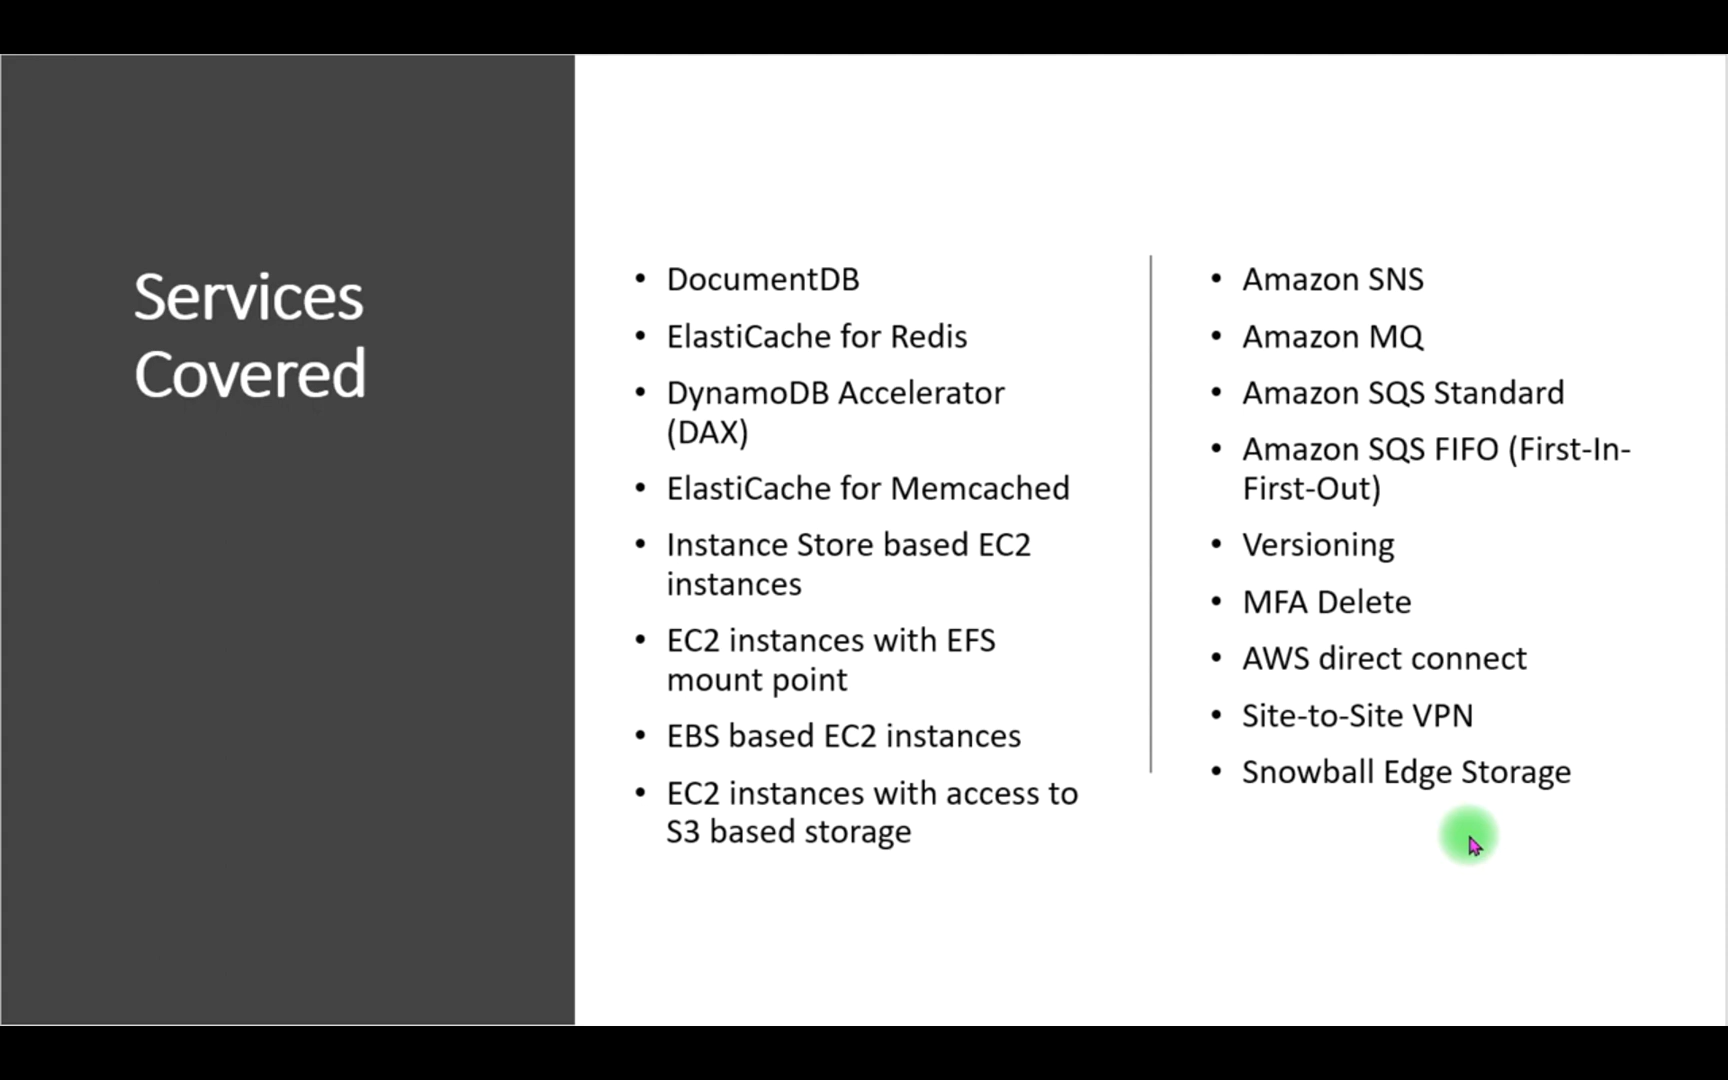 Services
Covered
• DocumentDB
• ElastiCache for Redis
• DynamoDB Accelerator
(DAX)
• ElastiCache for Memcached
• Instance Store based EC2
instances
• EC2 instances with EFS
mount point
• EBS based EC2 instances
• EC2 instances with access to
S3 based storage
• Amazon SNS
• Amazon MQ
• Amazon SQS Standard
• Amazon SQS FIFO (First-In-
First-Out)
• Versioning
• MFA Delete
• AWS direct connect
• Site-to-Site VPN
• Snowball Edge Storage